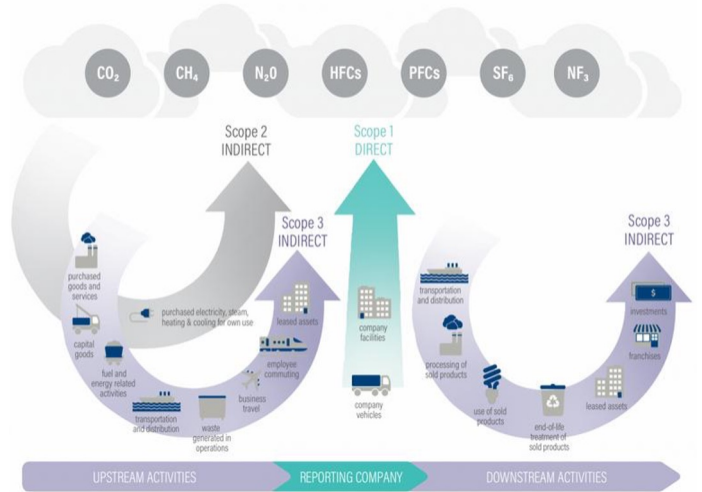 CO₂ CH₄ N₂O HFCs PFCs SF₆ NF₃
Scope 2
INDIRECT
Scope 1
DIRECT
Scope 3
INDIRECT
Scope 3
INDIRECT
purchased
goods and
services
capital
goods
fuel and
energy related
activities
purchased electricity, steam,
heating & cooling for own use
transportation
and distribution
waste
generated in
operations
business
travel
employee
commuting
leased assets
company
facilities
company
vehicles
transportation
and distribution
processing of
sold products
use of sold
products
end-of-life
treatment of
sold products
leased assets
franchises
$
investments
UPSTREAM ACTIVITIES
REPORTING COMPANY
DOWNSTREAM ACTIVITIES